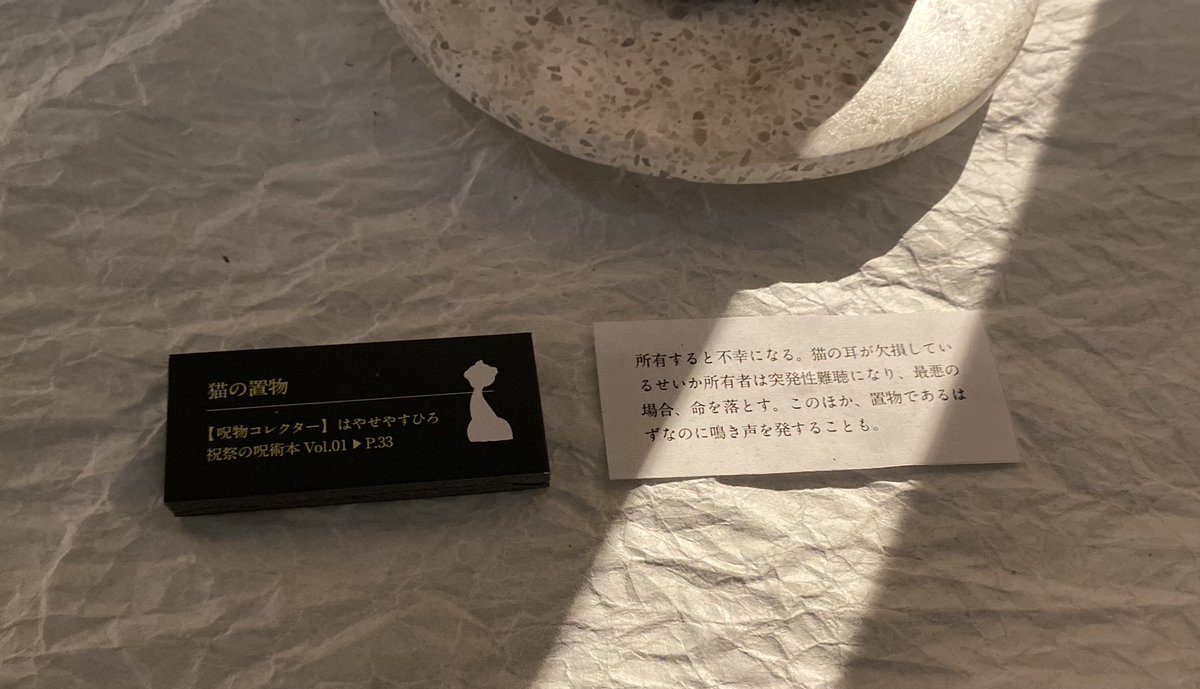 猫の置物
【呪物コレクター】はやせやすひろ
祝祭の呪術本 Vol.01 ▶ P.33
所有すると不幸になる。猫の耳が欠損してい
るせいか所有者は突発性難聴になり、最悪の
場合、命を落とす。このほか、置物であるは
ずなのに鳴き声を発することも。